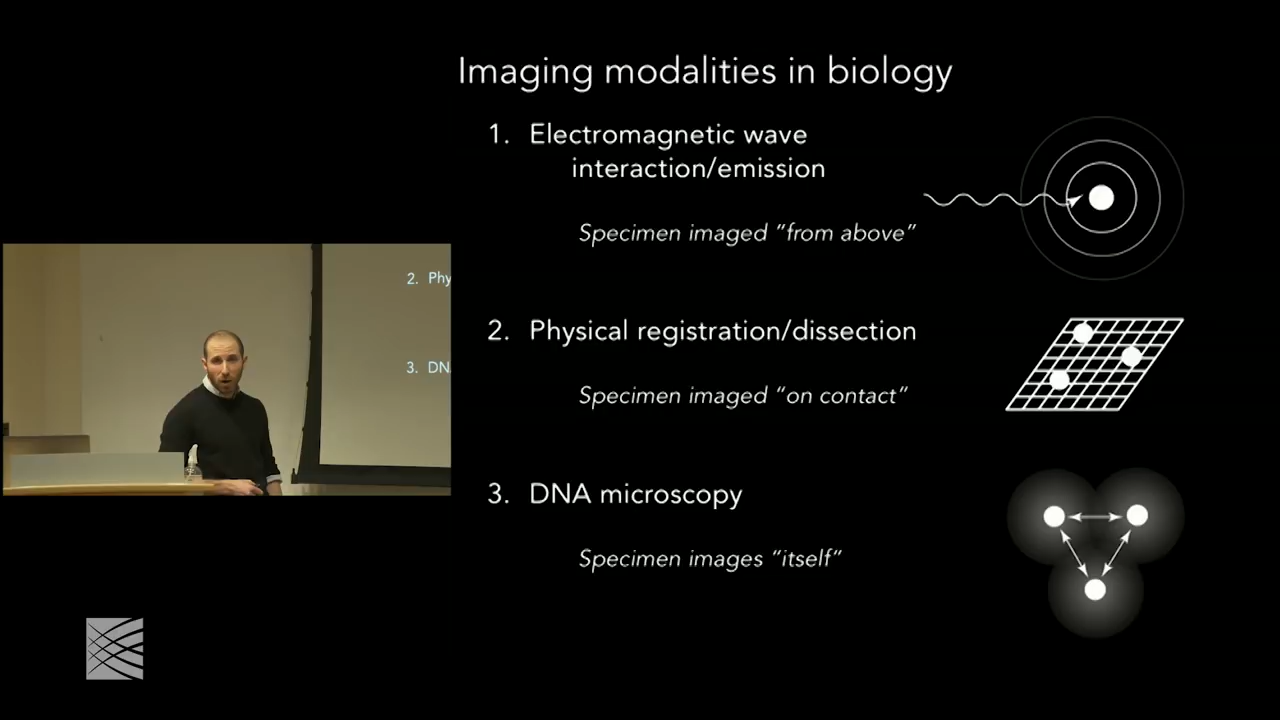 Imaging modalities in biology
1. Electromagnetic wave
interaction/emission
Specimen imaged “from above”
2. Physical registration/dissection
Specimen imaged “on contact”
3. DNA microscopy
Specimen images “itself”
2. Phy
3. DN